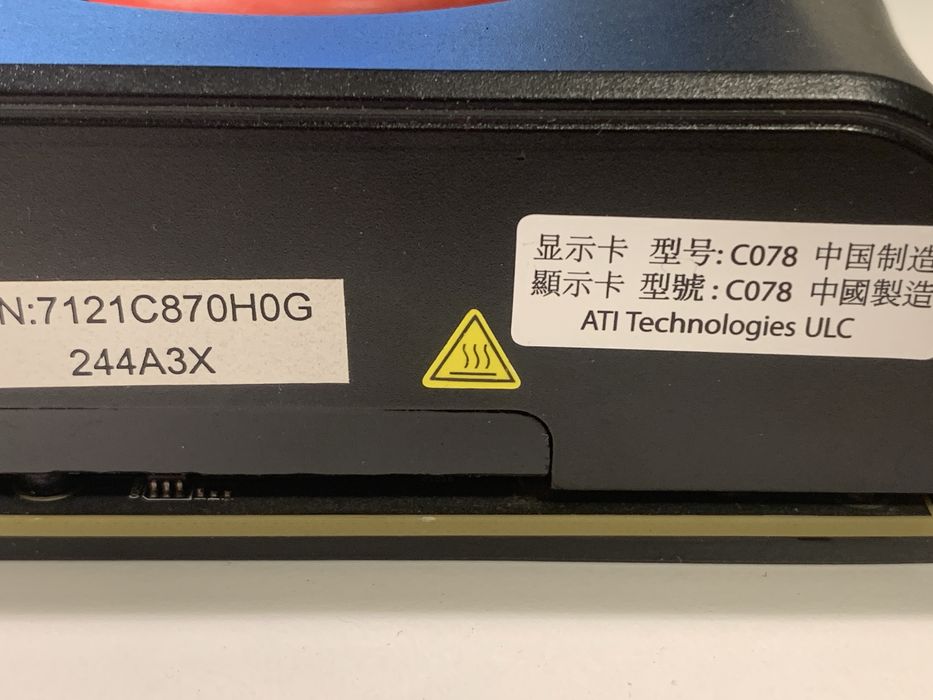 N:7121C870H0G
244A3X
显示卡 型号: C078 中国制造
顯示卡 型號: C078 中國製造
ATI Technologies ULC